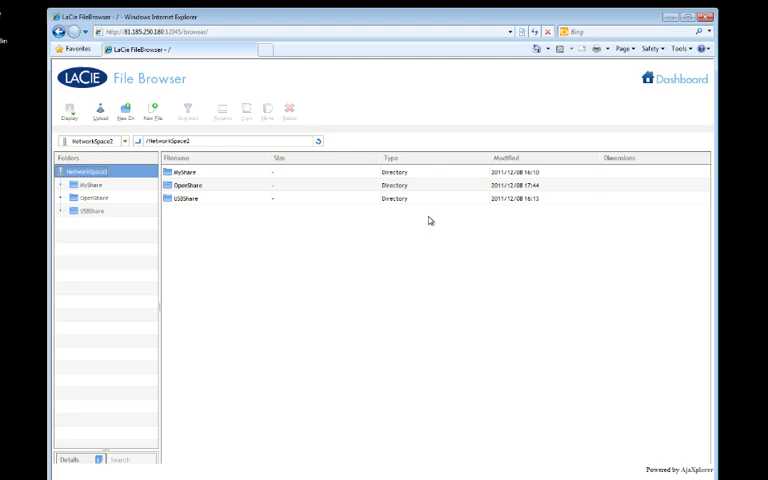 LaCie FileBrowser - / - Windows Internet Explorer
http://81.185.250.180:12945/browser/
Bing
Favorites
LaCie FileBrowser - /
Page
Safety
Tools
LACIE File Browser
Dashboard
Display
Upload
New Dir
New File
Download
Rename
Copy
Move
Delete
NetworkSpace2
/NetworkSpace2
Folders
Filename Size Type Modified Dimensions
NetworkSpace2
MyShare
OpenShare
USBShare
MyShare - Directory 2011/12/08 16:10
OpenShare - Directory 2011/12/08 17:44
USBShare - Directory 2011/12/08 16:13
Details
Search
Powered by AjaXplorer